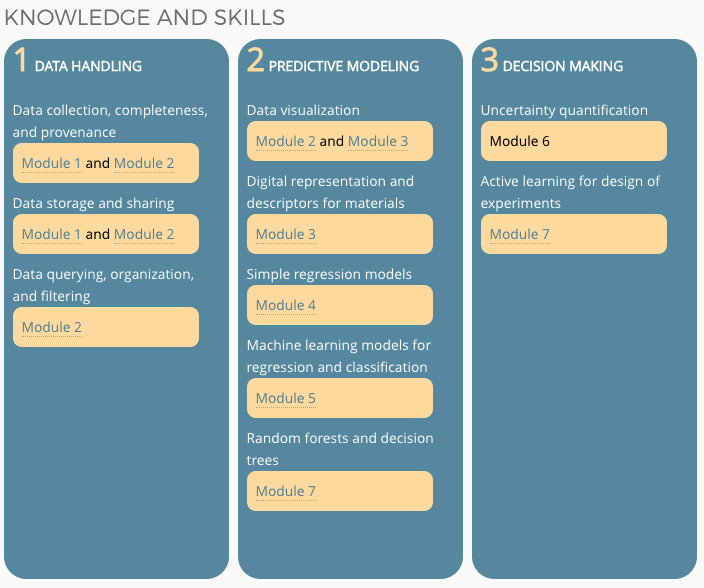 KNOWLEDGE AND SKILLS
1 DATA HANDLING
Data collection, completeness,
and provenance
Module 1 and Module 2
Data storage and sharing
Module 1 and Module 2
Data querying, organization,
and filtering
Module 2
2 PREDICTIVE MODELING
Data visualization
Module 2 and Module 3
Digital representation and
descriptors for materials
Module 3
Simple regression models
Module 4
Machine learning models for
regression and classification
Module 5
Random forests and decision
trees
Module 7
3 DECISION MAKING
Uncertainty quantification
Module 6
Active learning for design of
experiments
Module 7